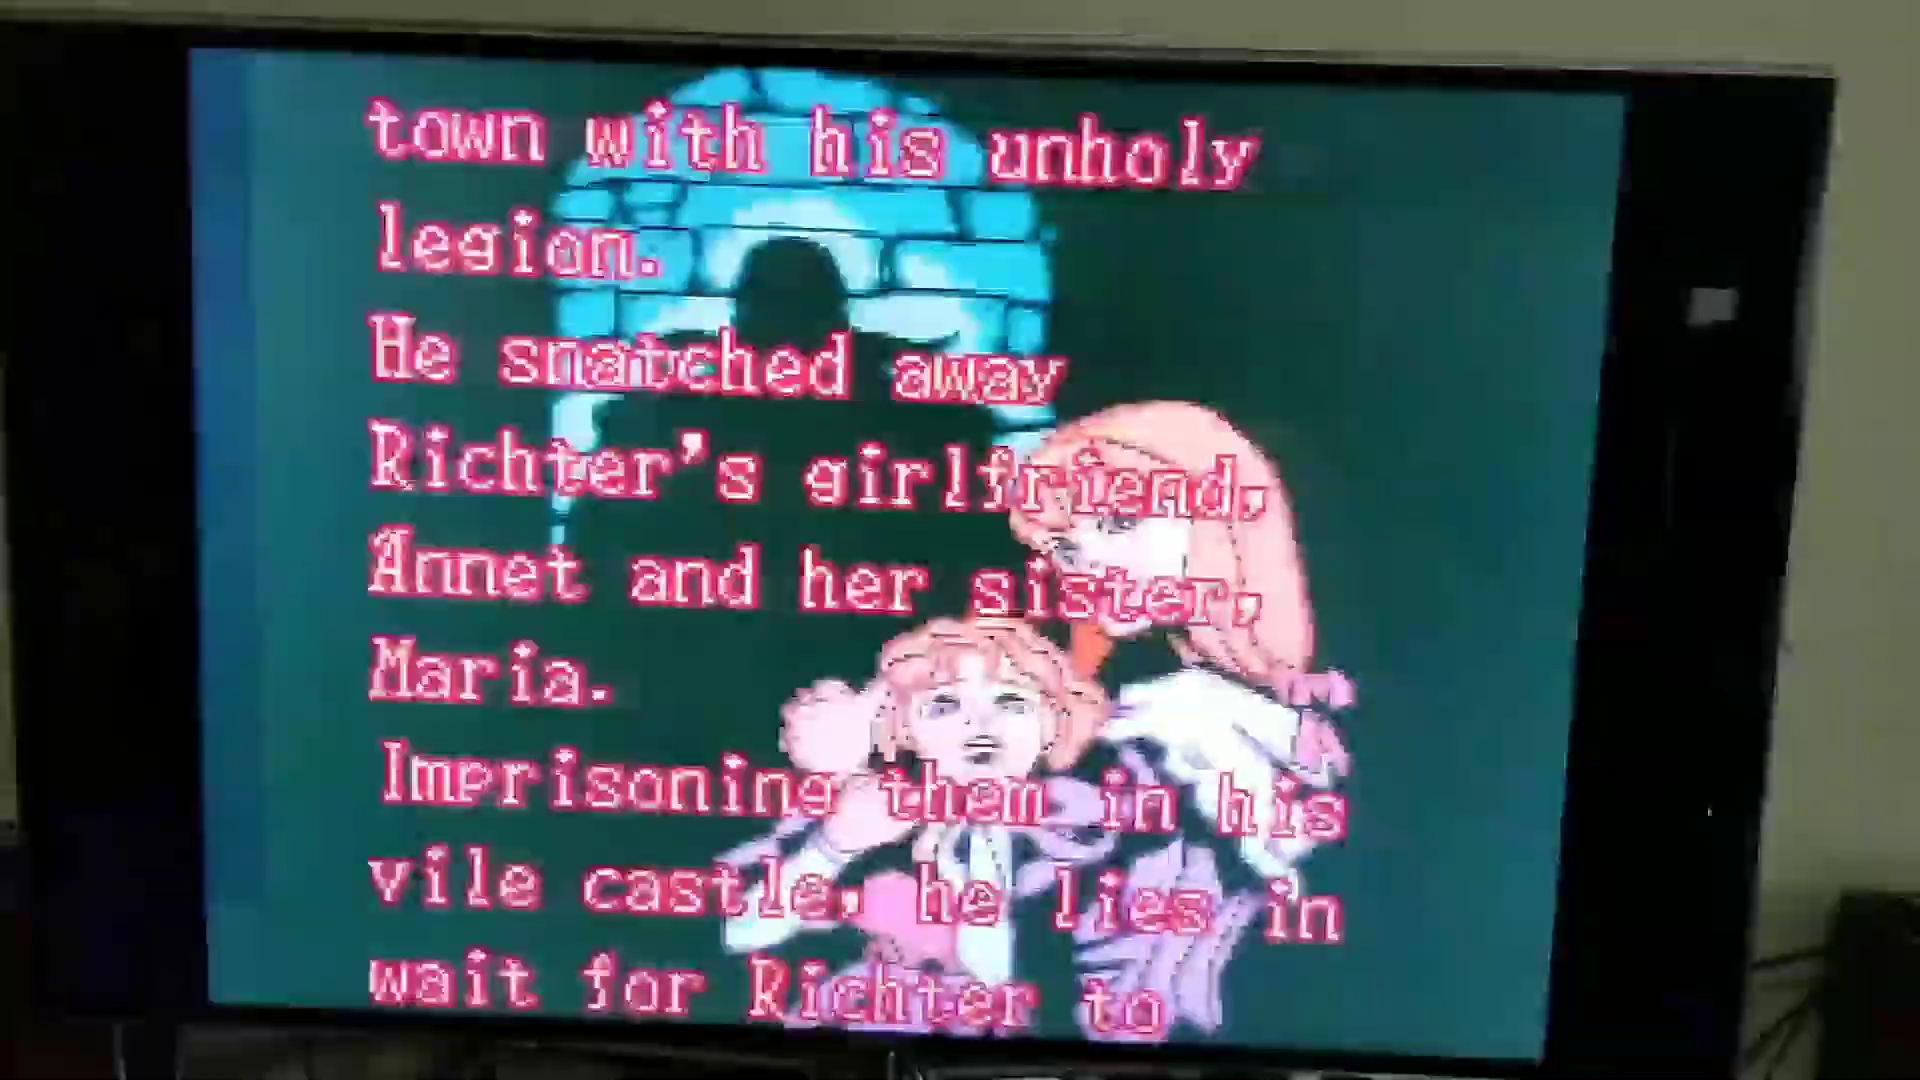 town with his unholy
legion.
He snatched away
Richter's girlfriend,
Annet and her sister,
Maria.
Imprisoning them in his
vile castle, he lies in
wait for Richter to